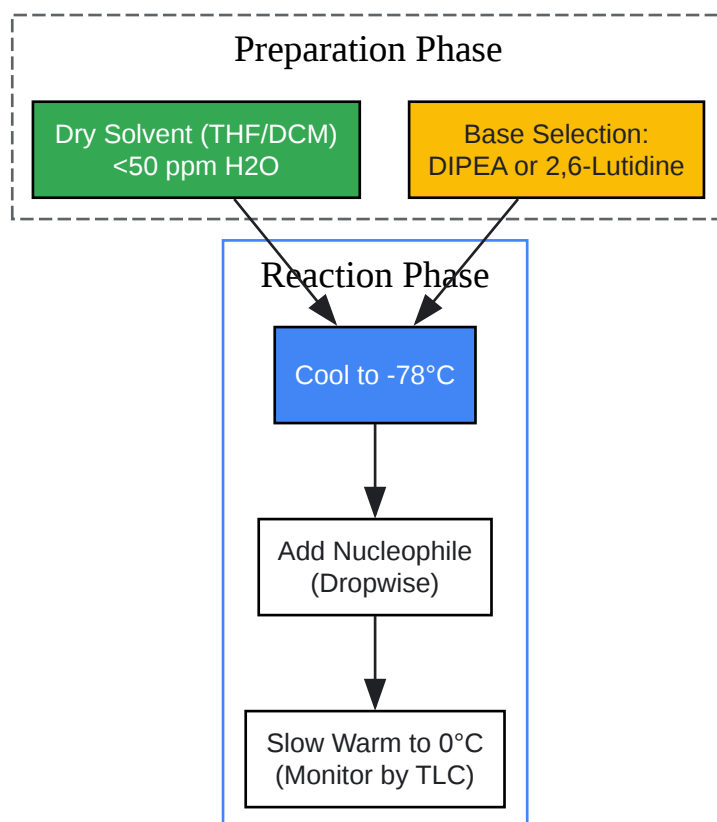 Preparation Phase
Dry Solvent (THF/DCM)
<50 ppm H2O
Base Selection:
DIPEA or 2,6-Lutidine
Reaction Phase
Cool to -78°C
Add Nucleophile
(Dropwise)
Slow Warm to 0°C
(Monitor by TLC)